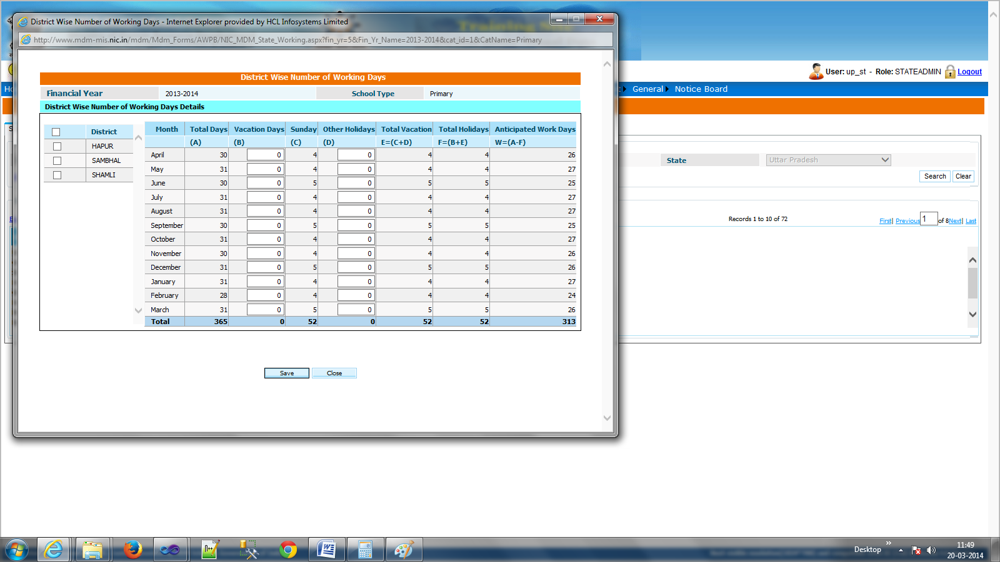 District Wise Number of Working Days - Internet Explorer provided by HCL Infosystems Limited
http://www.mdm-mis.nic.in/mdm/Mdm_Forms/AWPB/NIC_MDM_State_Working.aspx?fin_yr=5&Fin_Yr_Name=2013-2014&cat_id=1&CatName=Primary
User: up_st - Role: STATEADMIN Logout
General Notice Board
District Wise Number of Working Days
Financial Year 2013-2014 School Type Primary
District Wise Number of Working Days Details
District
HAPUR
SAMBHAL
SHAMLI
Month Total Days Vacation Days Sunday Other Holidays Total Vacation Total Holidays Anticipated Work Days
(A) (B) (C) (D) E=(C+D) F=(B+E) W=(A-F)
April 30 0 4 0 4 4 26
May 31 0 4 0 4 4 27
June 30 0 5 0 5 5 25
July 31 0 4 0 4 4 27
August 31 0 4 0 4 4 27
September 30 0 5 0 5 5 25
October 31 0 4 0 4 4 27
November 30 0 4 0 4 4 26
December 31 0 5 0 5 5 26
January 31 0 4 0 4 4 27
February 28 0 4 0 4 4 24
March 31 0 5 0 5 5 26
Total 365 0 52 0 52 52 313
Save Close
State Uttar Pradesh
Search Clear
Records 1 to 10 of 72
First| Previous 1 of 8 Next| Last
Desktop
11:49
20-03-2014